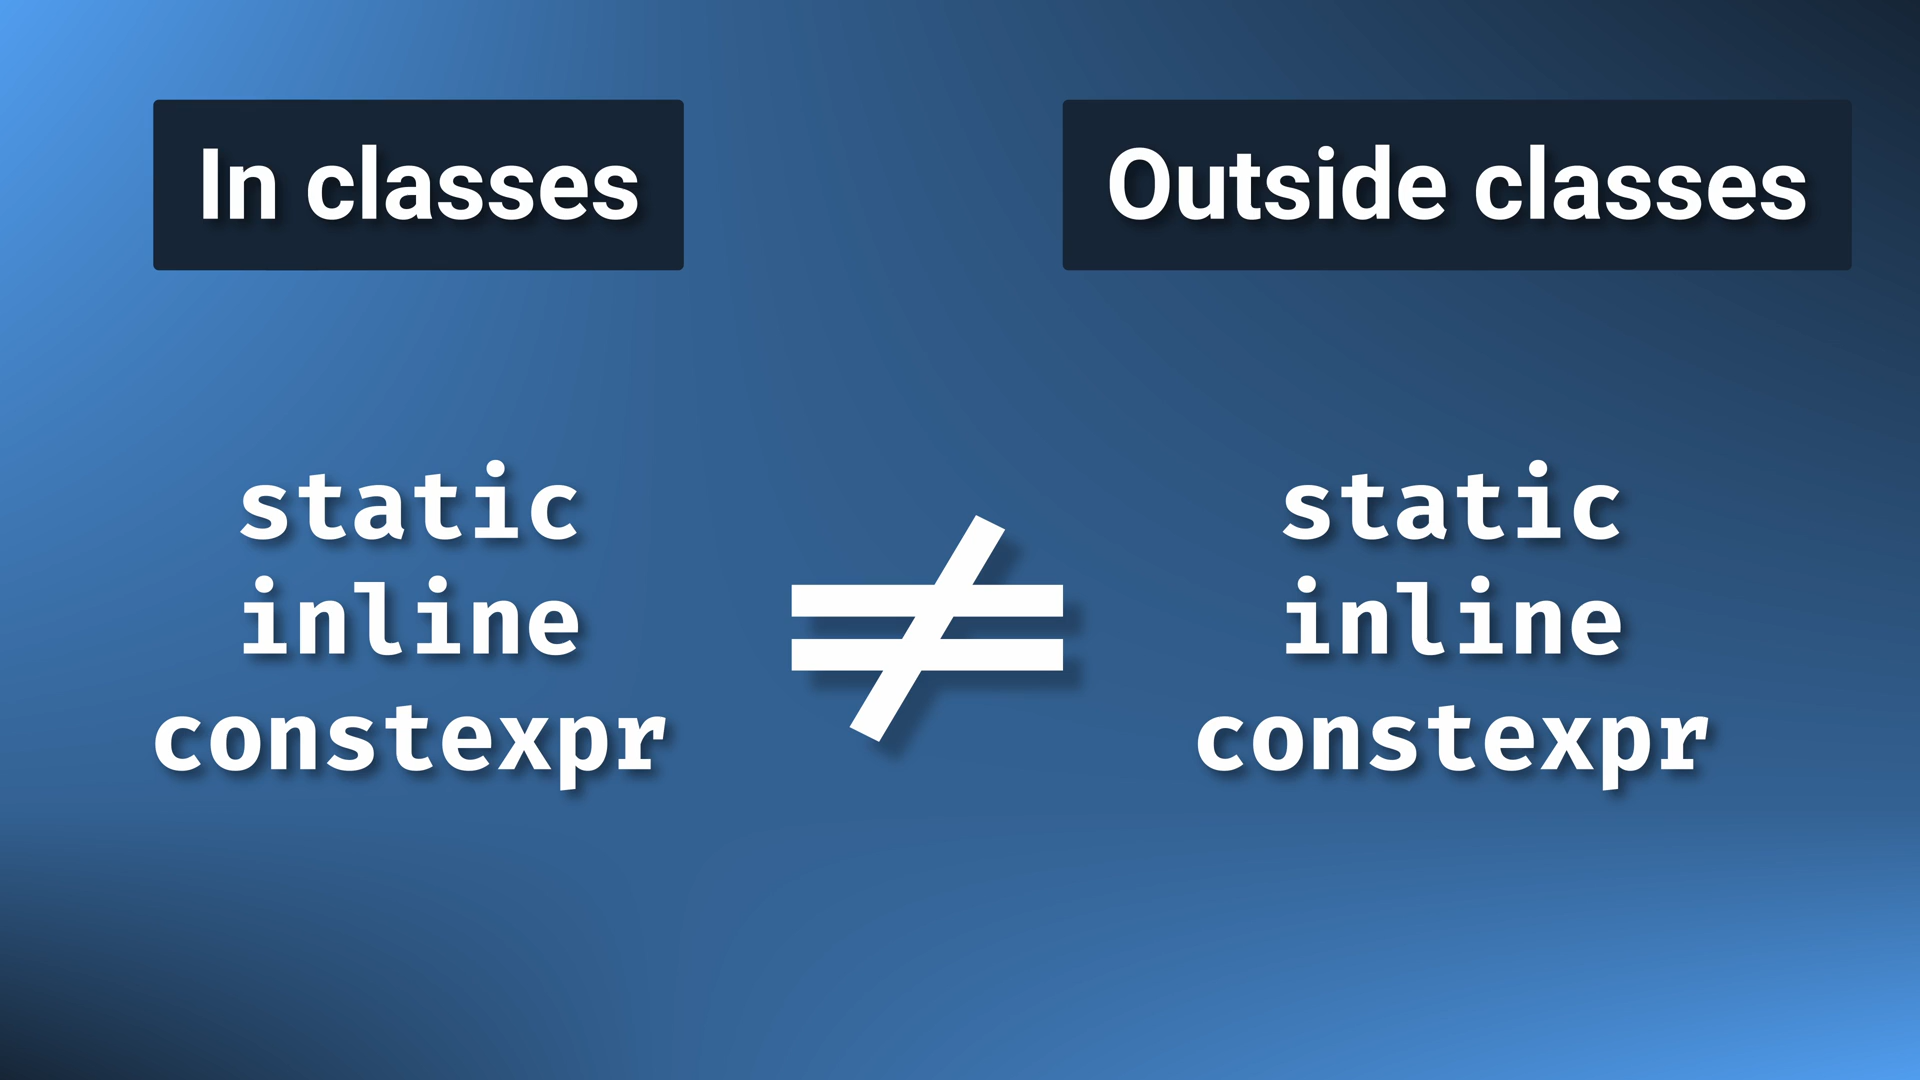 In classes
Outside classes
static
inline
constexpr
≠
static
inline
constexpr